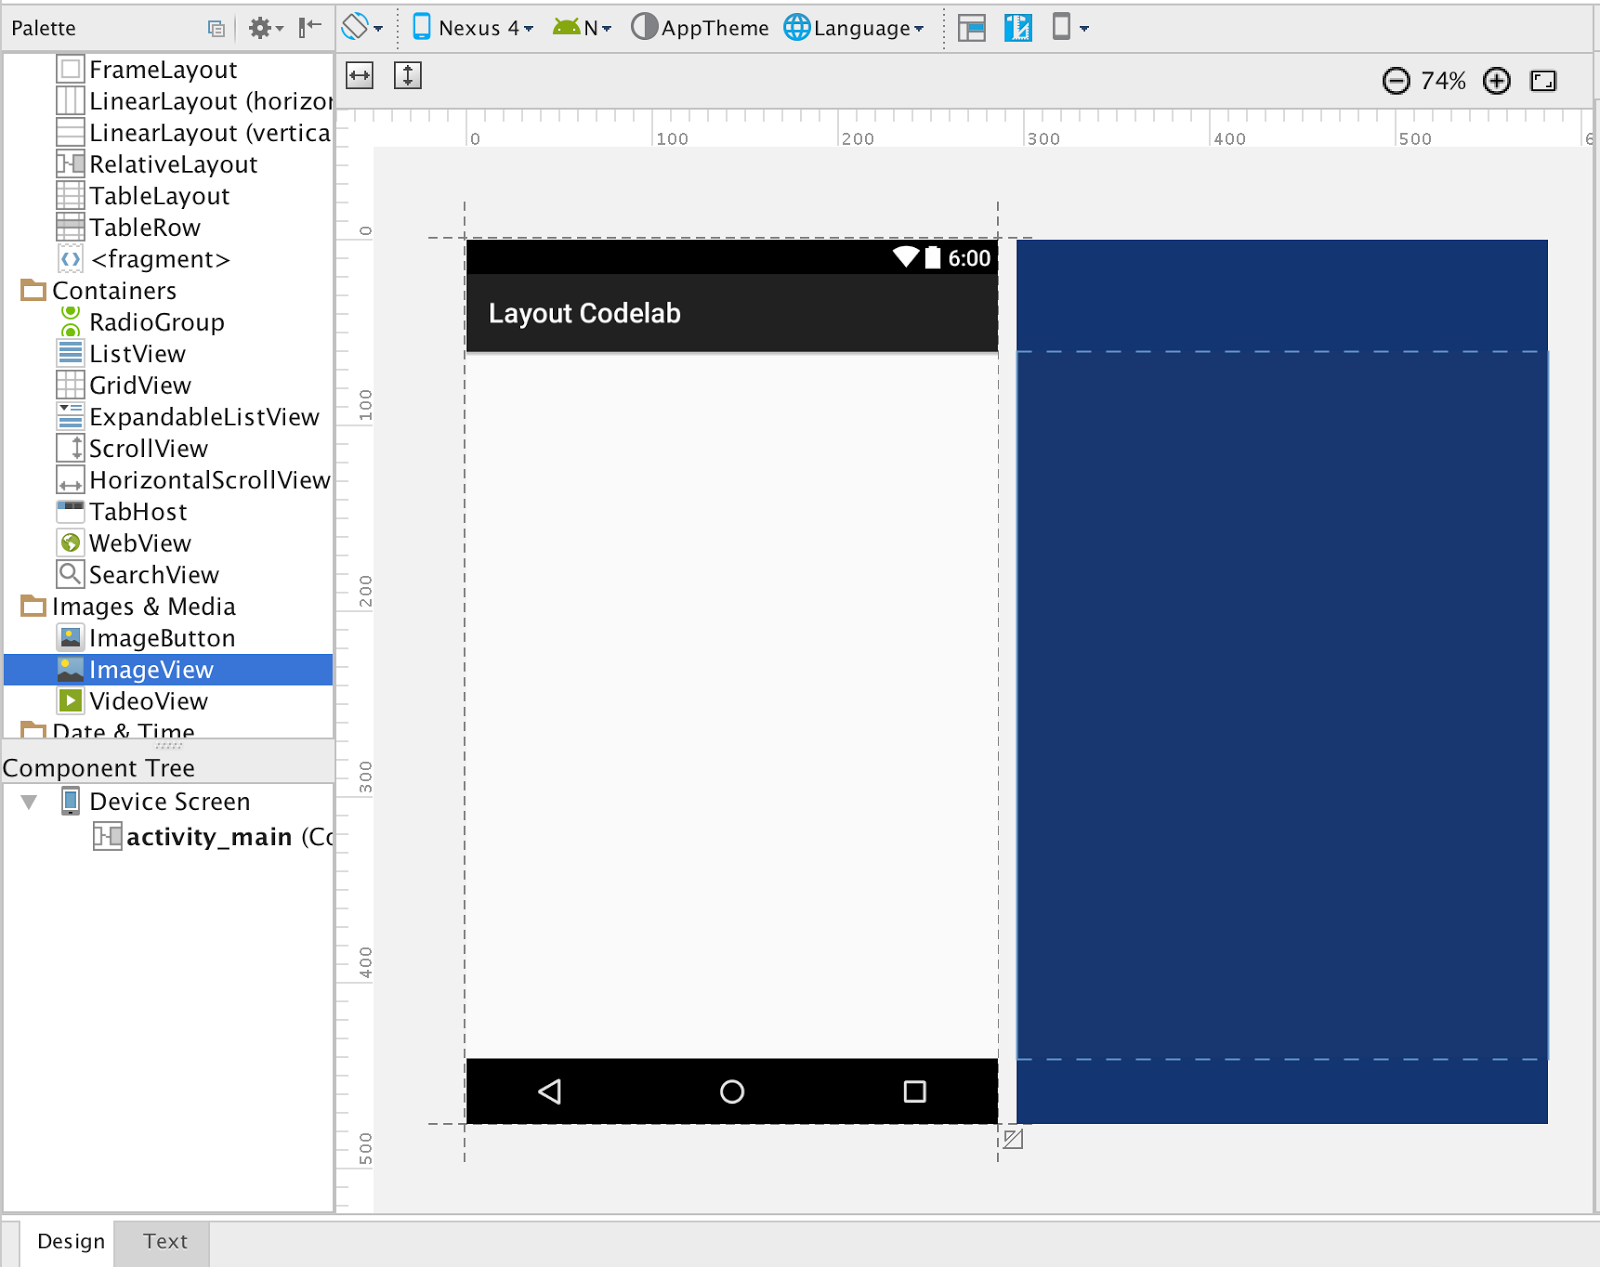 Palette
Nexus 4
N
AppTheme
Language
74%
FrameLayout
LinearLayout (horizor
LinearLayout (vertica
RelativeLayout
TableLayout
TableRow
<fragment>
Containers
RadioGroup
ListView
GridView
ExpandableListView
ScrollView
HorizontalScrollView
TabHost
WebView
SearchView
Images & Media
ImageButton
ImageView
VideoView
Date & Time
Component Tree
Device Screen
activity_main (Co
0
100
200
300
400
500
6
0
100
200
300
400
500
6:00
Layout Codelab
Design
Text